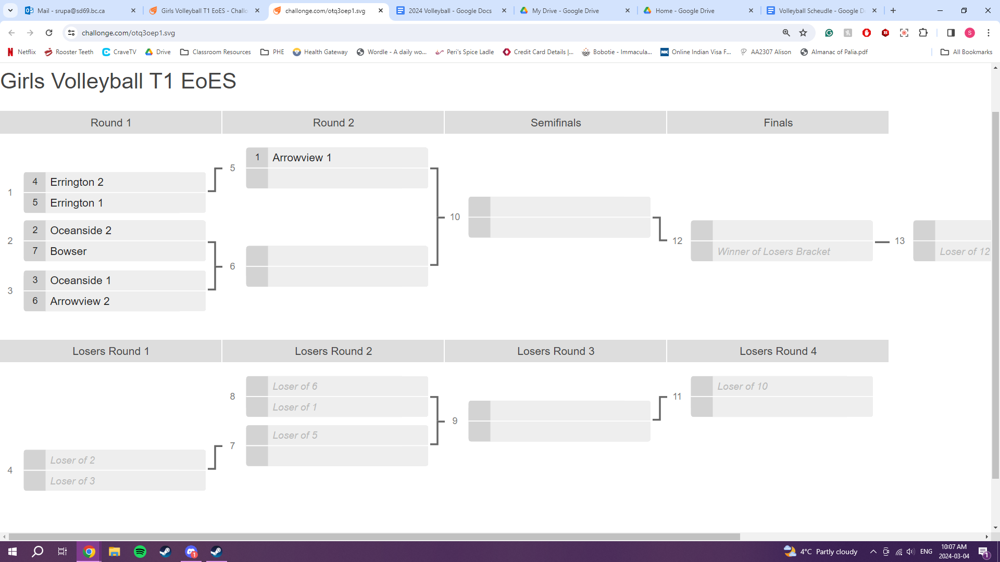 Mail - srupa@sd69.bc.ca
Girls Volleyball T1 EoES - Challo
challonge.com/otq3oep1.svg
2024 Volleyball - Google Docs
My Drive - Google Drive
Home - Google Drive
Volleyball Scheudle - Google D
challonge.com/otq3oep1.svg
S
Netflix
Rooster Teeth
CraveTV
Drive
Classroom Resources
PHE
Health Gateway
Wordle - A daily wo...
Peri's Spice Ladle
Credit Card Details |...
Bobotie - Immacula...
NK
Online Indian Visa F...
AA2307 Alison
Almanac of Palia.pdf
All Bookmarks
Girls Volleyball T1 EoES
Round 1
Round 2
Semifinals
Finals
1
4 Errington 2
5 Errington 1
2
2 Oceanside 2
7 Bowser
3
3 Oceanside 1
6 Arrowview 2
5
1 Arrowview 1
6
10
12
Winner of Losers Bracket
13
Loser of 12
Losers Round 1
Losers Round 2
Losers Round 3
Losers Round 4
4
Loser of 2
Loser of 3
8
Loser of 6
Loser of 1
7
Loser of 5
9
11
Loser of 10
1
4°C Partly cloudy
ENG
10:07 AM
2024-03-04
1